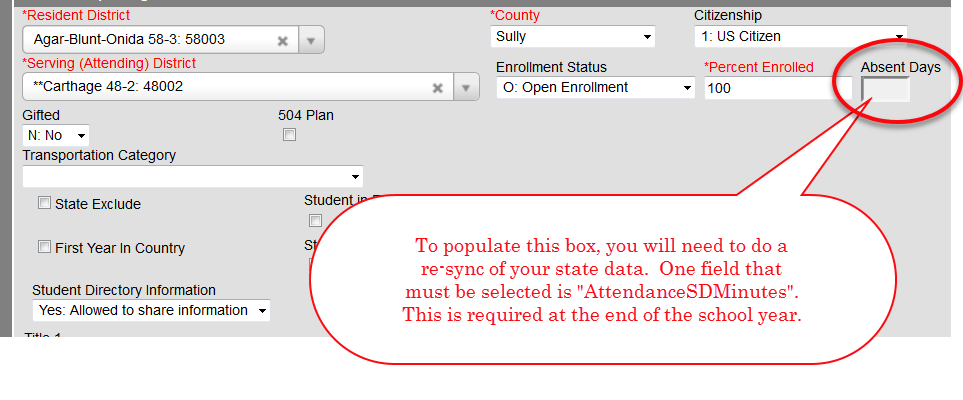 *Resident District
*County
Citizenship
Agar-Blunt-Onida 58-3: 58003
Sully
1: US Citizen
*Serving (Attending) District
Enrollment Status
*Percent Enrolled
Absent Days
**Carthage 48-2: 48002
O: Open Enrollment
100
Gifted
504 Plan
N: No
Transportation Category
State Exclude
Student in
First Year In Country
St
Student Directory Information
Yes: Allowed to share information
Title 1
To populate this box, you will need to do a
re-sync of your state data. One field that
must be selected is "AttendanceSDMinutes".
This is required at the end of the school year.